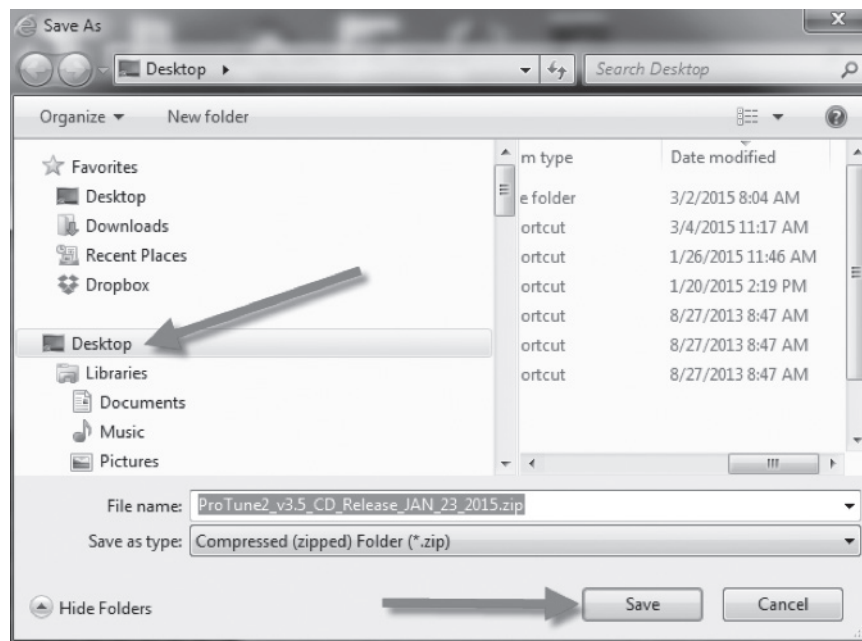 Save As
Desktop
Search Desktop
Organize
New folder
Favorites
Desktop
Downloads
Recent Places
Dropbox
Desktop
Libraries
Documents
Music
Pictures
m type
Date modified
e folder
3/2/2015 8:04 AM
ortcut
3/4/2015 11:17 AM
ortcut
1/26/2015 11:46 AM
ortcut
1/20/2015 2:19 PM
ortcut
8/27/2013 8:47 AM
ortcut
8/27/2013 8:47 AM
ortcut
8/27/2013 8:47 AM
File name: ProTune2_v3.5_CD_Release_JAN_23_2015.zip
Save as type: Compressed (zipped) Folder (*.zip)
Hide Folders
Save
Cancel